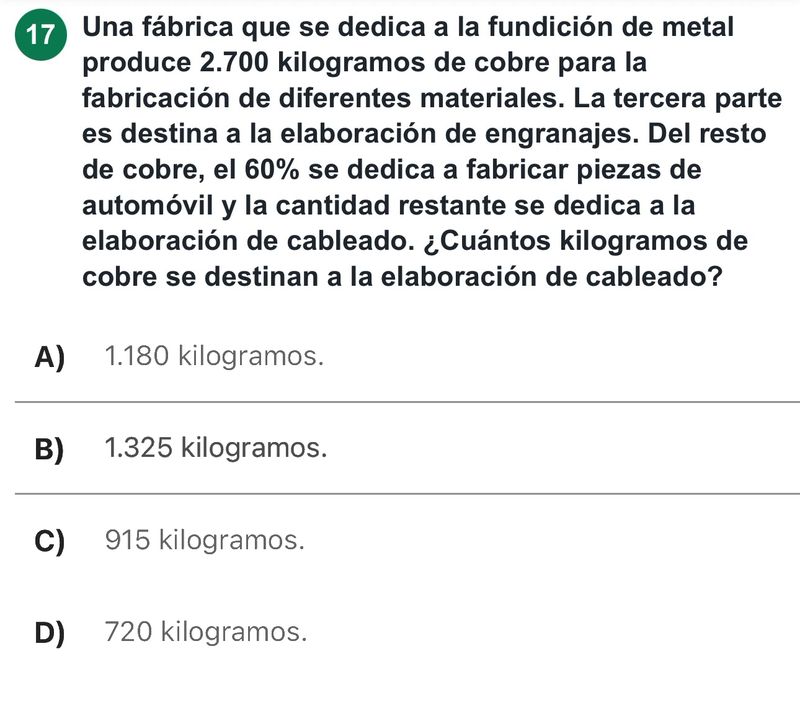 17 Una fábrica que se dedica a la fundición de metal
produce 2.700 kilogramos de cobre para la
fabricación de diferentes materiales. La tercera parte
es destina a la elaboración de engranajes. Del resto
de cobre, el 60% se dedica a fabricar piezas de
automóvil y la cantidad restante se dedica a la
elaboración de cableado. ¿Cuántos kilogramos de
cobre se destinan a la elaboración de cableado?
A) 1.180 kilogramos.
B) 1.325 kilogramos.
C) 915 kilogramos.
D) 720 kilogramos.